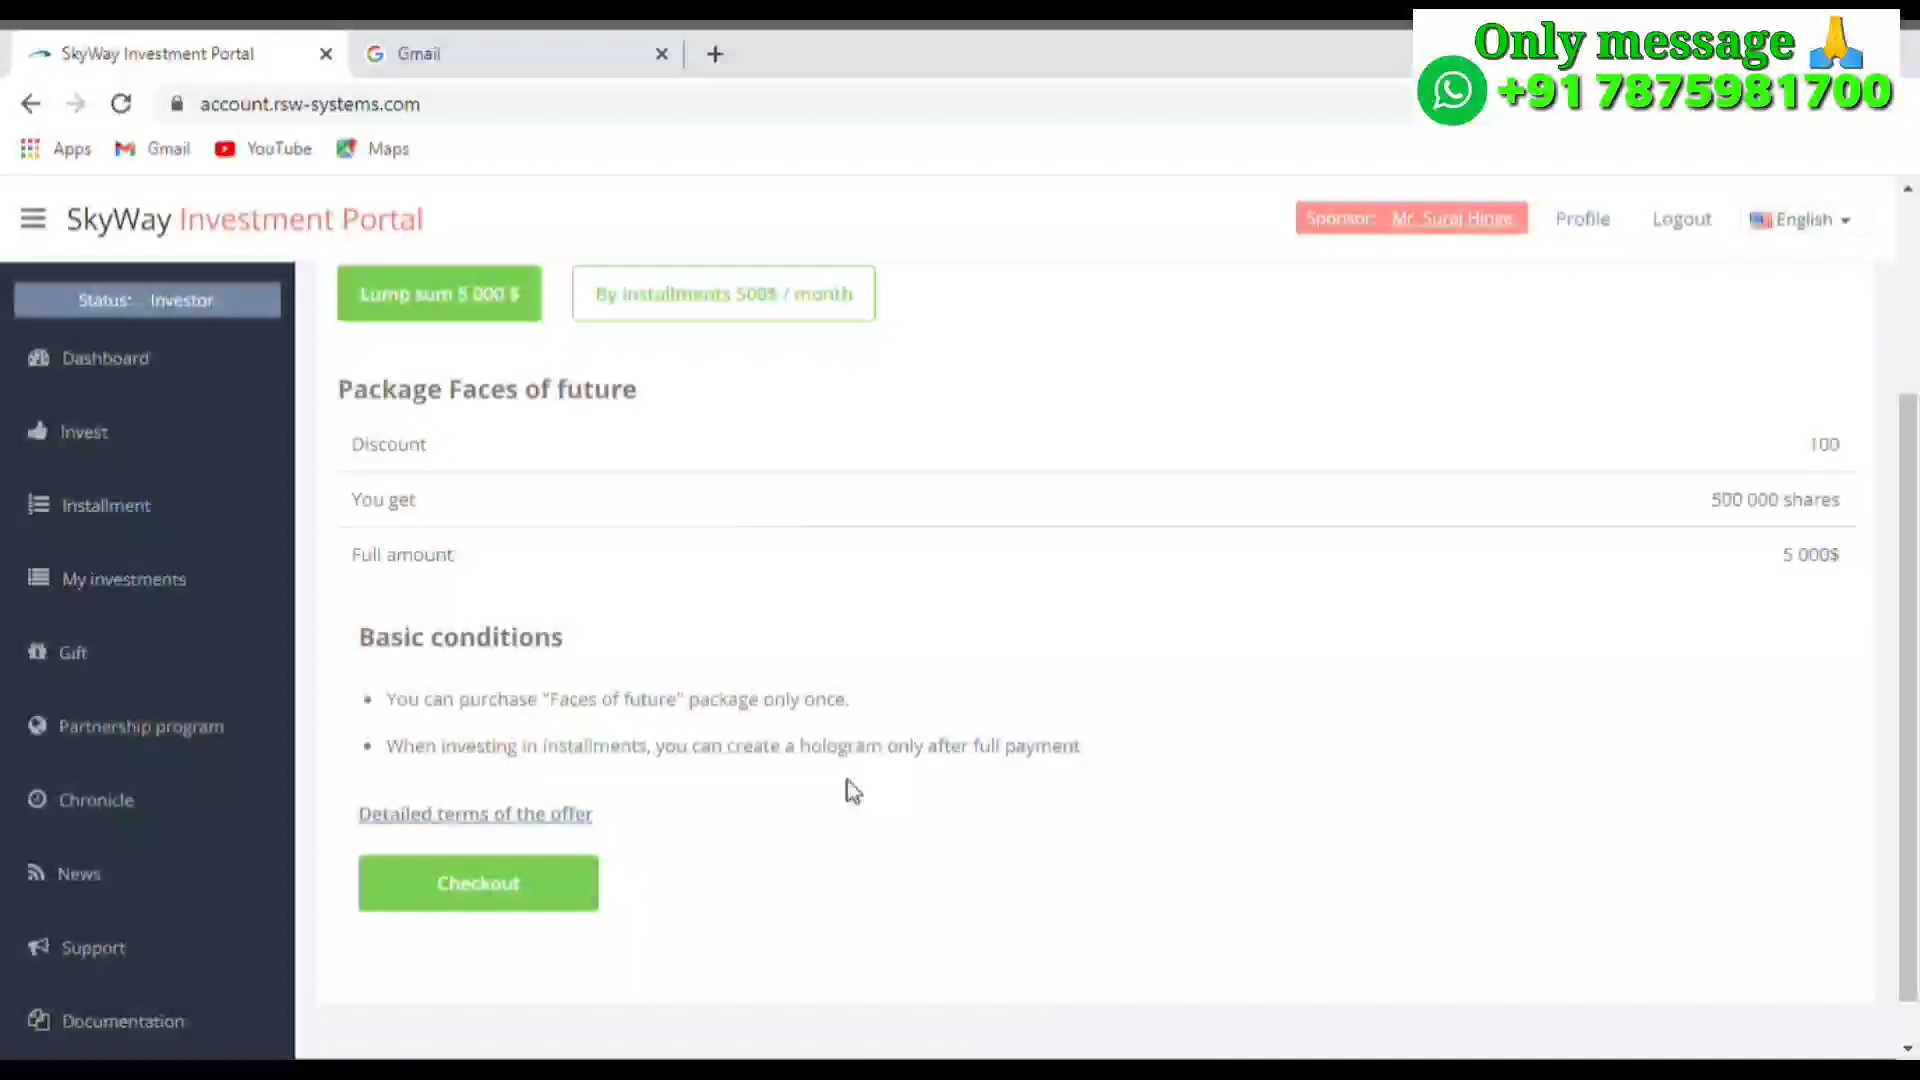 Only message 🙏
+91 7875981700
SkyWay Investment Portal
Gmail
account.rsw-systems.com
Apps
Gmail
YouTube
Maps
SkyWay Investment Portal
Sponsor: Mr. Suraj Hinge
Profile
Logout
English
Status: Investor
Dashboard
Invest
Installment
My investments
Gift
Partnership program
Chronicle
News
Support
Documentation
Lump sum 5 000 $
By installments 500$ / month
Package Faces of future
Discount 100
You get 500 000 shares
Full amount 5 000$
Basic conditions
• You can purchase "Faces of future" package only once.
• When investing in installments, you can create a hologram only after full payment
Detailed terms of the offer
Checkout